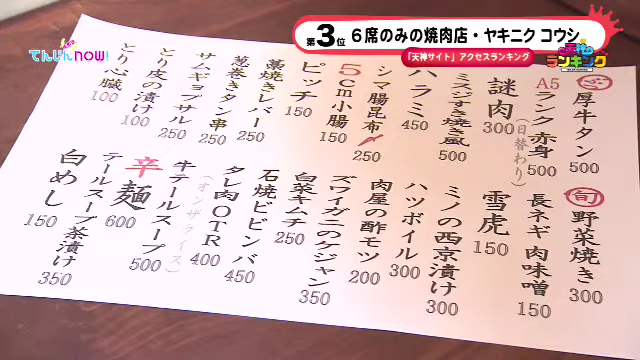 てんじんNOW!
第3位 6席のみの焼肉店・ヤキニク コウシ
「天神サイト」アクセスランキング
天神
ランキング
厚牛タン 500
A5ランク赤身 500
(日替わり)
謎肉 300
ミスジすき焼き風 500
ハラミ 450
シマ腸昆布 250
5cm小腸 150
ピッチ 150
藁焼きレバー 250
葱巻きタン串 250
サムギョプサル 250
とり皮の漬け 100
とり心臓 100
旬 野菜焼き 300
長ネギ肉味噌 150
雪虎 150
ミノの西京漬け 300
ハツボイル 300
肉屋の酢モツ 200
ズワイガニのケジャン 350
白菜キムチ 250
石焼ビビンバ 450
タレ肉OTR 400
(オンザライス)
牛テールスープ 500
辛麺 600
テールスープ茶漬け 350
白めし 150